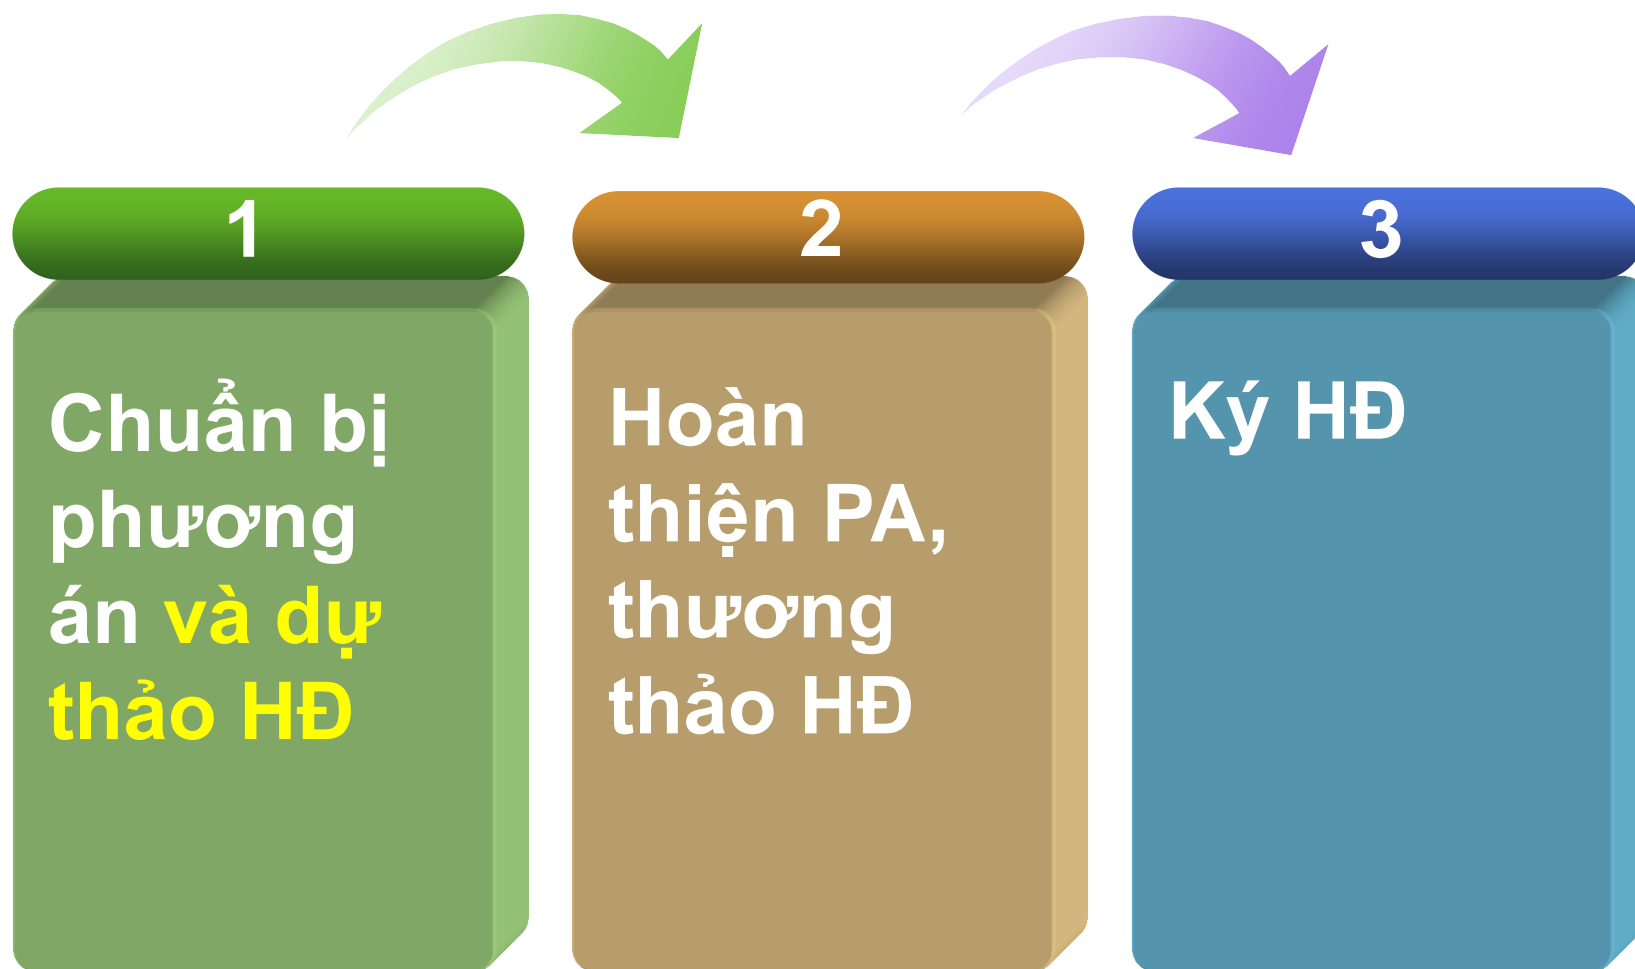 1
Chuẩn bị
phương
án và dự
thảo HĐ
2
Hoàn
thiện PA,
thương
thảo HĐ
3
Ký HĐ